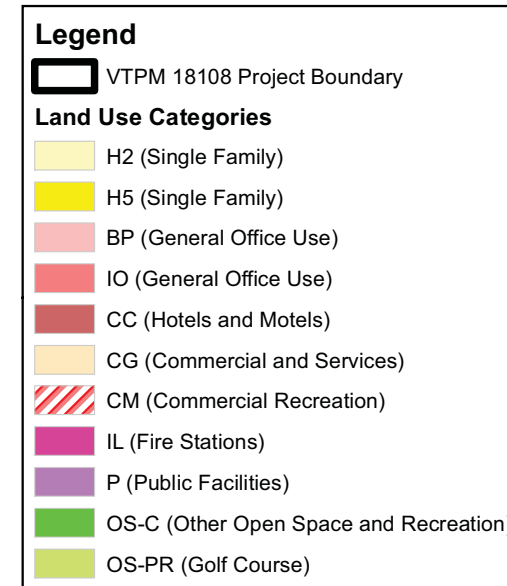 Legend
VTPM 18108 Project Boundary
Land Use Categories
H2 (Single Family)
H5 (Single Family)
BP (General Office Use)
IO (General Office Use)
CC (Hotels and Motels)
CG (Commercial and Services)
CM (Commercial Recreation)
IL (Fire Stations)
P (Public Facilities)
OS-C (Other Open Space and Recreation)
OS-PR (Golf Course)